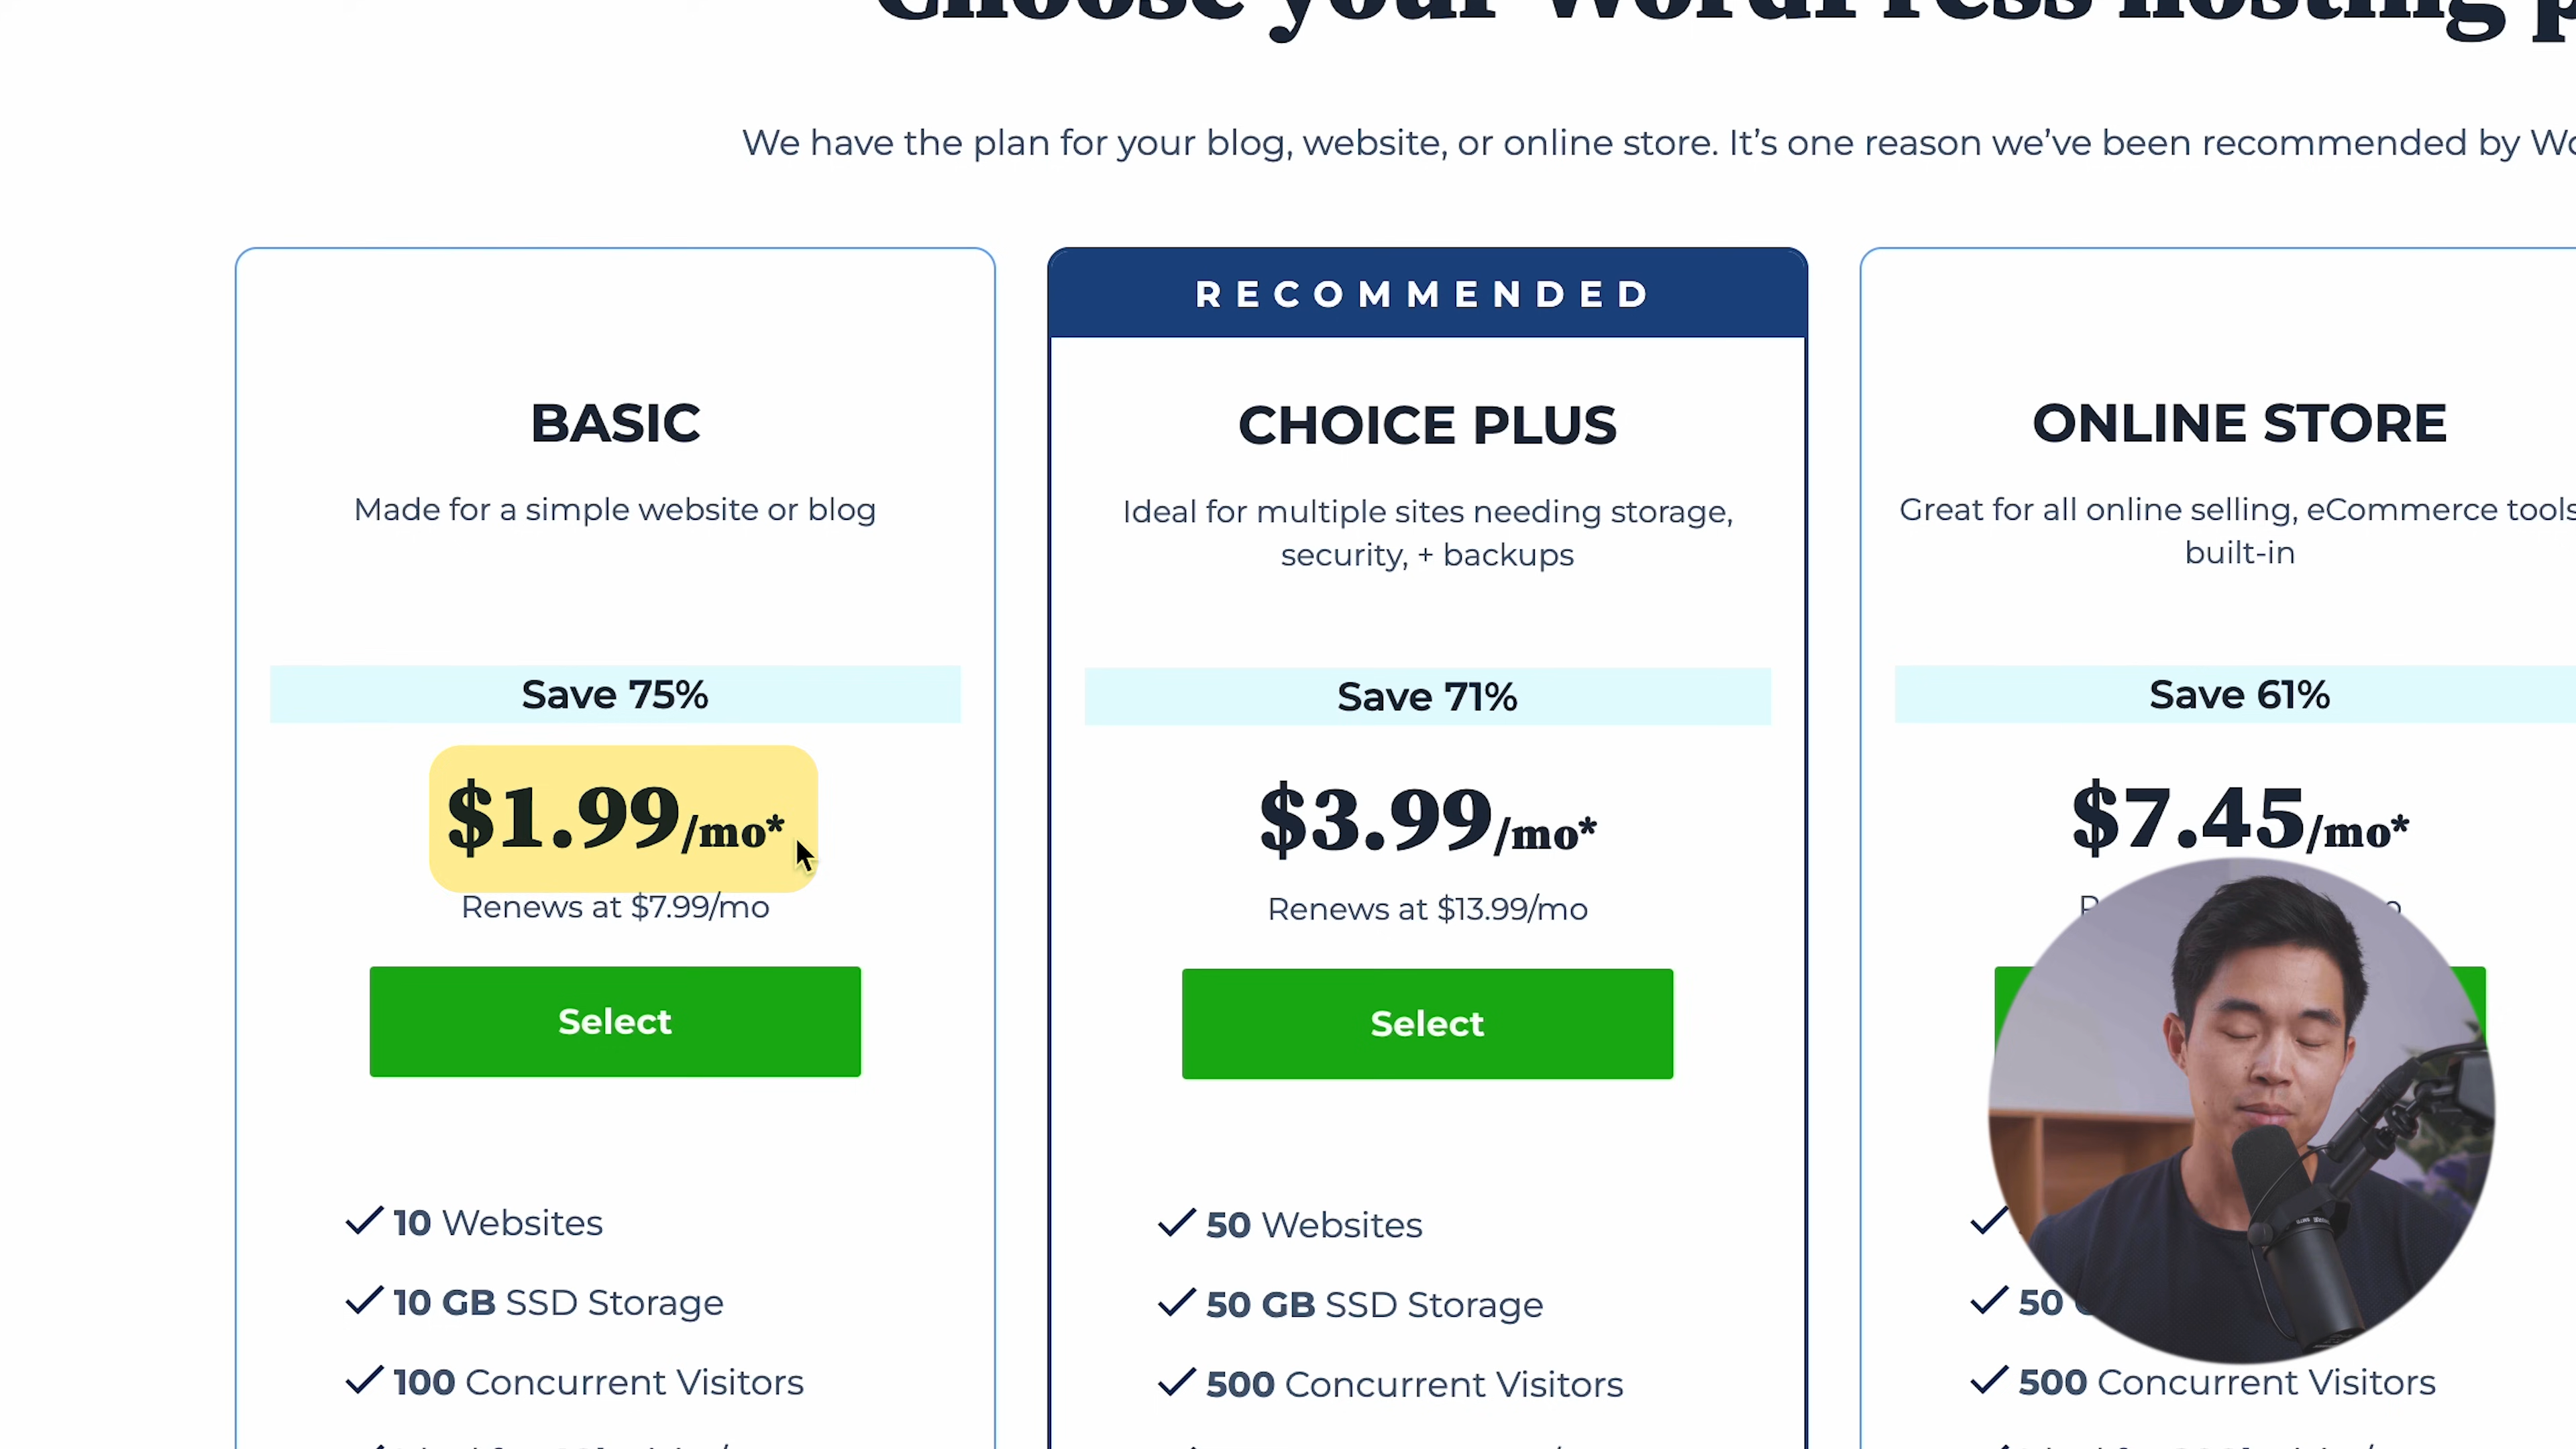 Choose your WordPress hosting
We have the plan for your blog, website, or online store. It's one reason we've been recommended by
RECOMMENDED
BASIC
Made for a simple website or blog
Save 75%
$1.99/mo*
Renews at $7.99/mo
Select
10 Websites
10 GB SSD Storage
100 Concurrent Visitors
CHOICE PLUS
Ideal for multiple sites needing storage,
security, + backups
Save 71%
$3.99/mo*
Renews at $13.99/mo
Select
50 Websites
50 GB SSD Storage
500 Concurrent Visitors
ONLINE STORE
Great for all online selling, eCommerce tools
built-in
Save 61%
$7.45/mo*
50
500 Concurrent Visitors